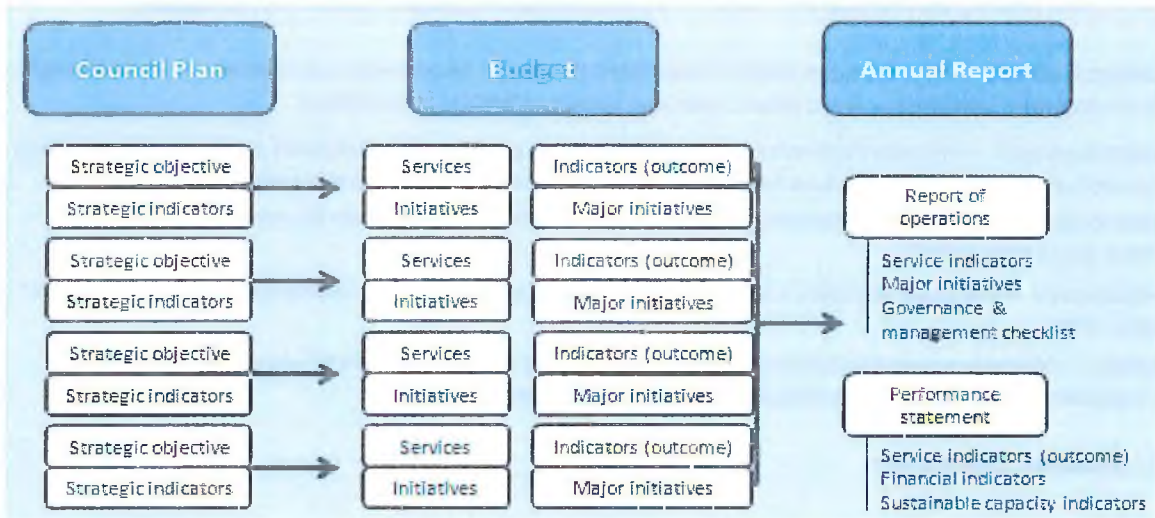 Council Plan
Budget
Annual Report
Strategic objective
Strategic indicators
Strategic objective
Strategic indicators
Strategic objective
Strategic indicators
Strategic objective
Strategic indicators
Services
Initiatives
Services
Initiatives
Services
Initiatives
Services
Initiatives
Indicators (outcome)
Major initiatives
Indicators (outcome)
Major initiatives
Indicators (outcome)
Major initiatives
Indicators (outcome)
Major initiatives
Report of
operations
Service indicators
Major initiatives
Governance &
management checklist
Performance
statement
Service indicators (outcome)
Financial indicators
Sustainable capacity indicators